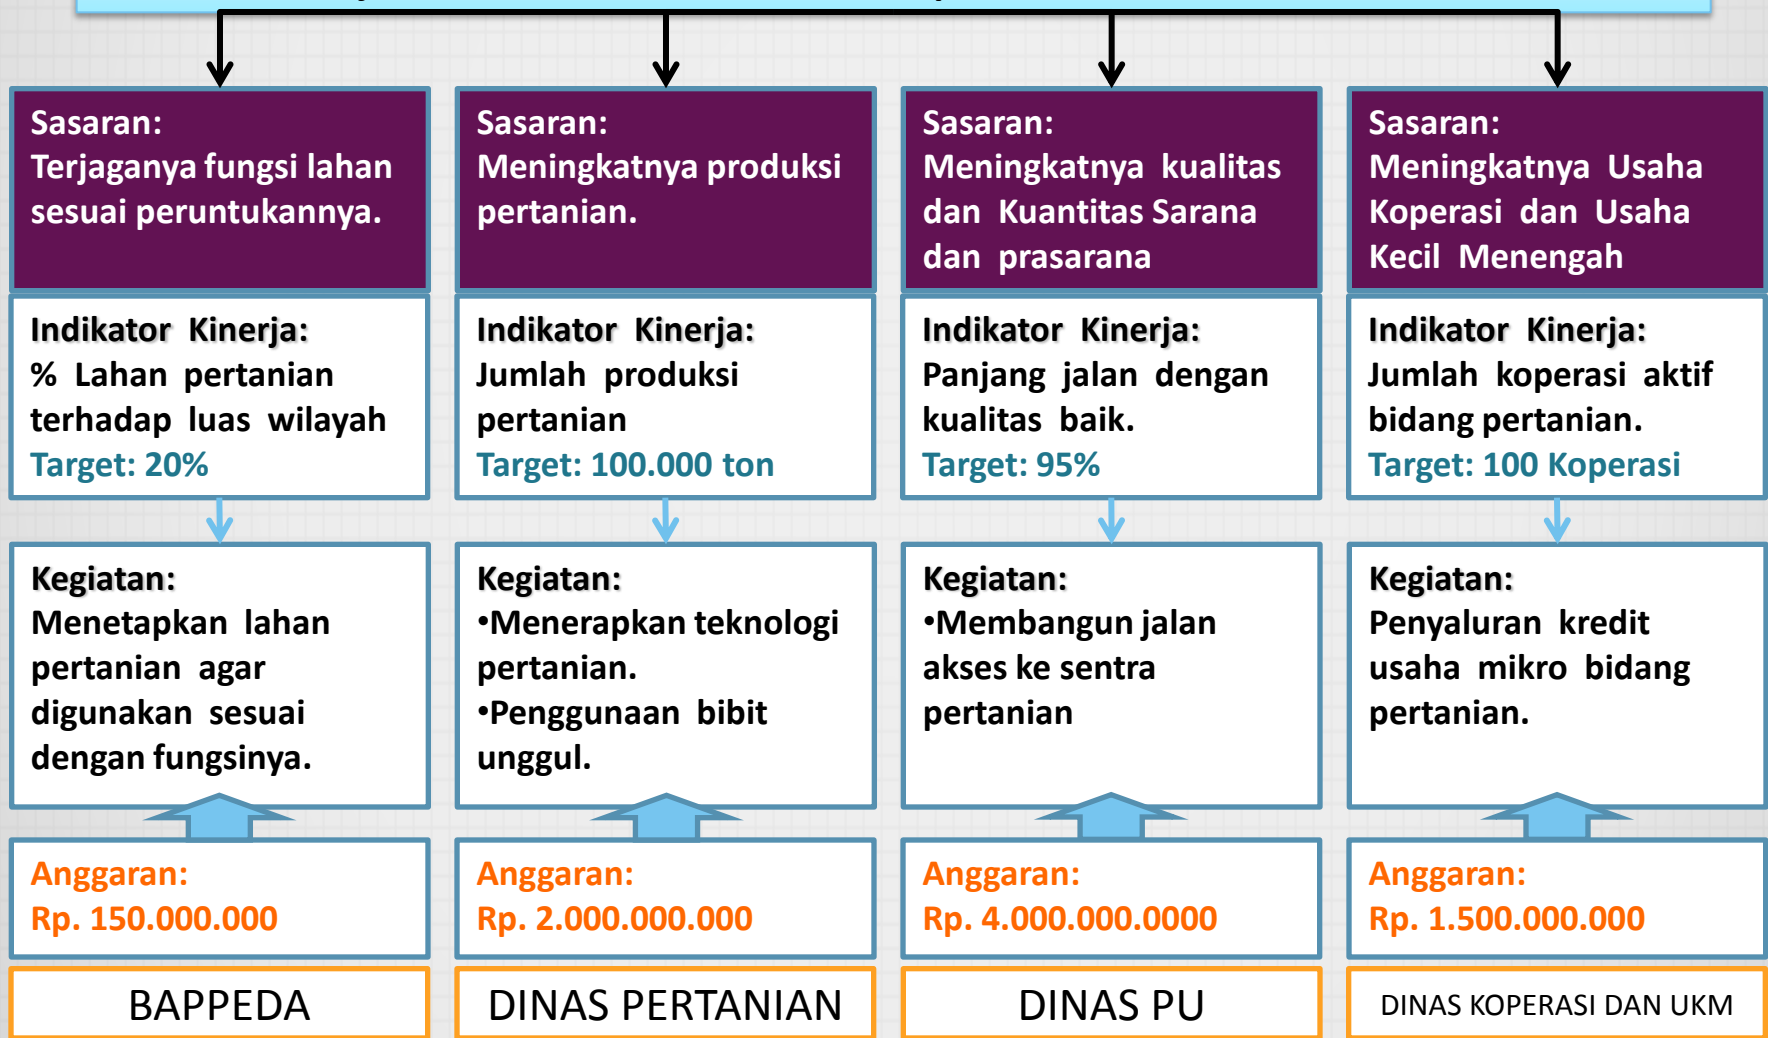 Sasaran:
Terjaganya fungsi lahan
sesuai peruntukannya.
Indikator Kinerja:
% Lahan pertanian
terhadap luas wilayah
Target: 20%
Kegiatan:
Menetapkan lahan
pertanian agar
digunakan sesuai
dengan fungsinya.
Anggaran:
Rp. 150.000.000
BAPPEDA
Sasaran:
Meningkatnya produksi
pertanian.
Indikator Kinerja:
Jumlah produksi
pertanian
Target: 100.000 ton
Kegiatan:
•Menerapkan teknologi
pertanian.
•Penggunaan bibit
unggul.
Anggaran:
Rp. 2.000.000.000
DINAS PERTANIAN
Sasaran:
Meningkatnya kualitas
dan Kuantitas Sarana
dan prasarana
Indikator Kinerja:
Panjang jalan dengan
kualitas baik.
Target: 95%
Kegiatan:
•Membangun jalan
akses ke sentra
pertanian
Anggaran:
Rp. 4.000.000.0000
DINAS PU
Sasaran:
Meningkatnya Usaha
Koperasi dan Usaha
Kecil Menengah
Indikator Kinerja:
Jumlah koperasi aktif
bidang pertanian.
Target: 100 Koperasi
Kegiatan:
Penyaluran kredit
usaha mikro bidang
pertanian.
Anggaran:
Rp. 1.500.000.000
DINAS KOPERASI DAN UKM